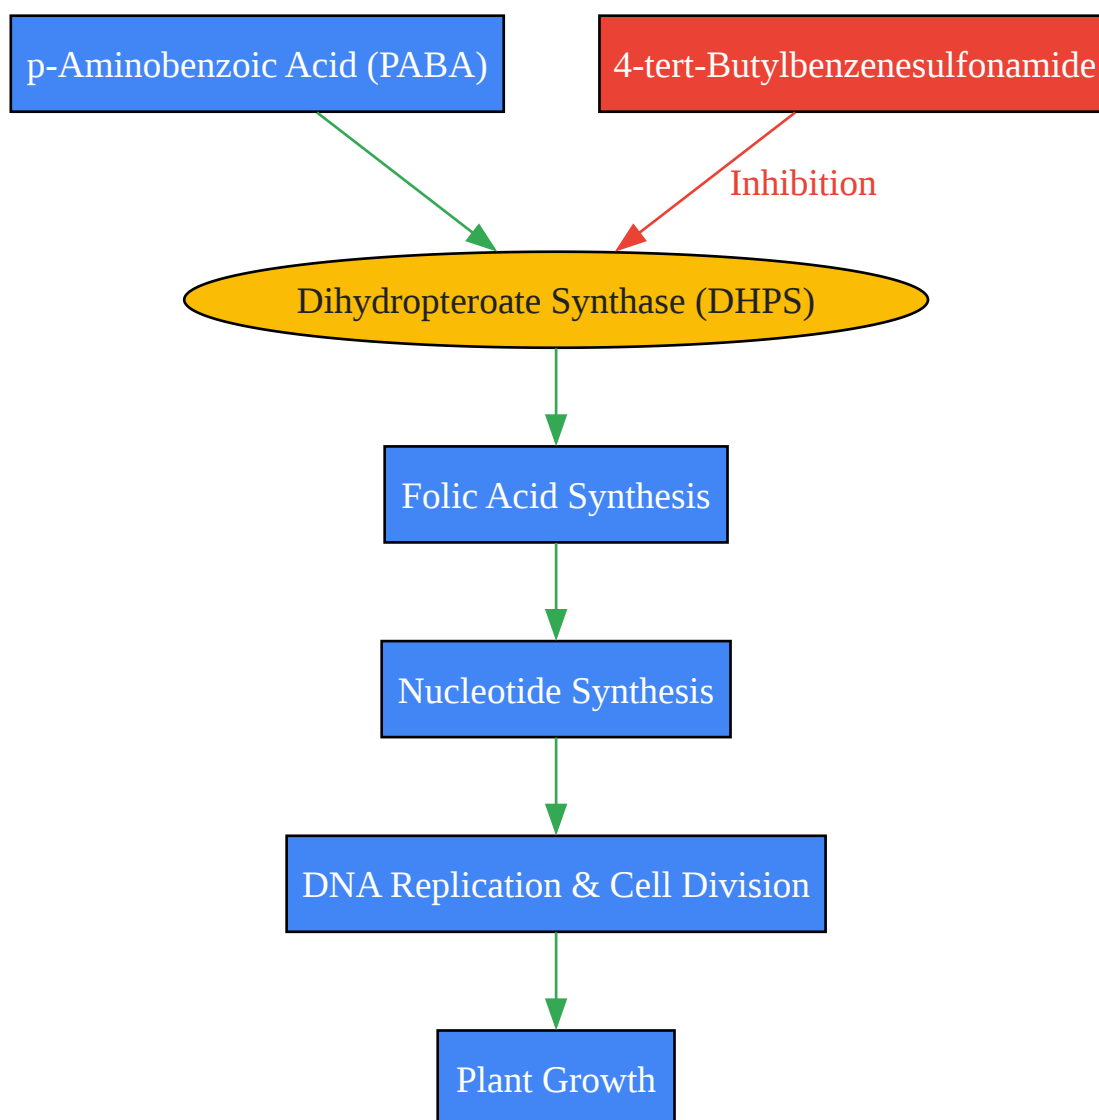 p-Aminobenzoic Acid (PABA)
4-tert-Butylbenzenesulfonamide
Inhibition
Dihydropteroate Synthase (DHPS)
Folic Acid Synthesis
Nucleotide Synthesis
DNA Replication & Cell Division
Plant Growth